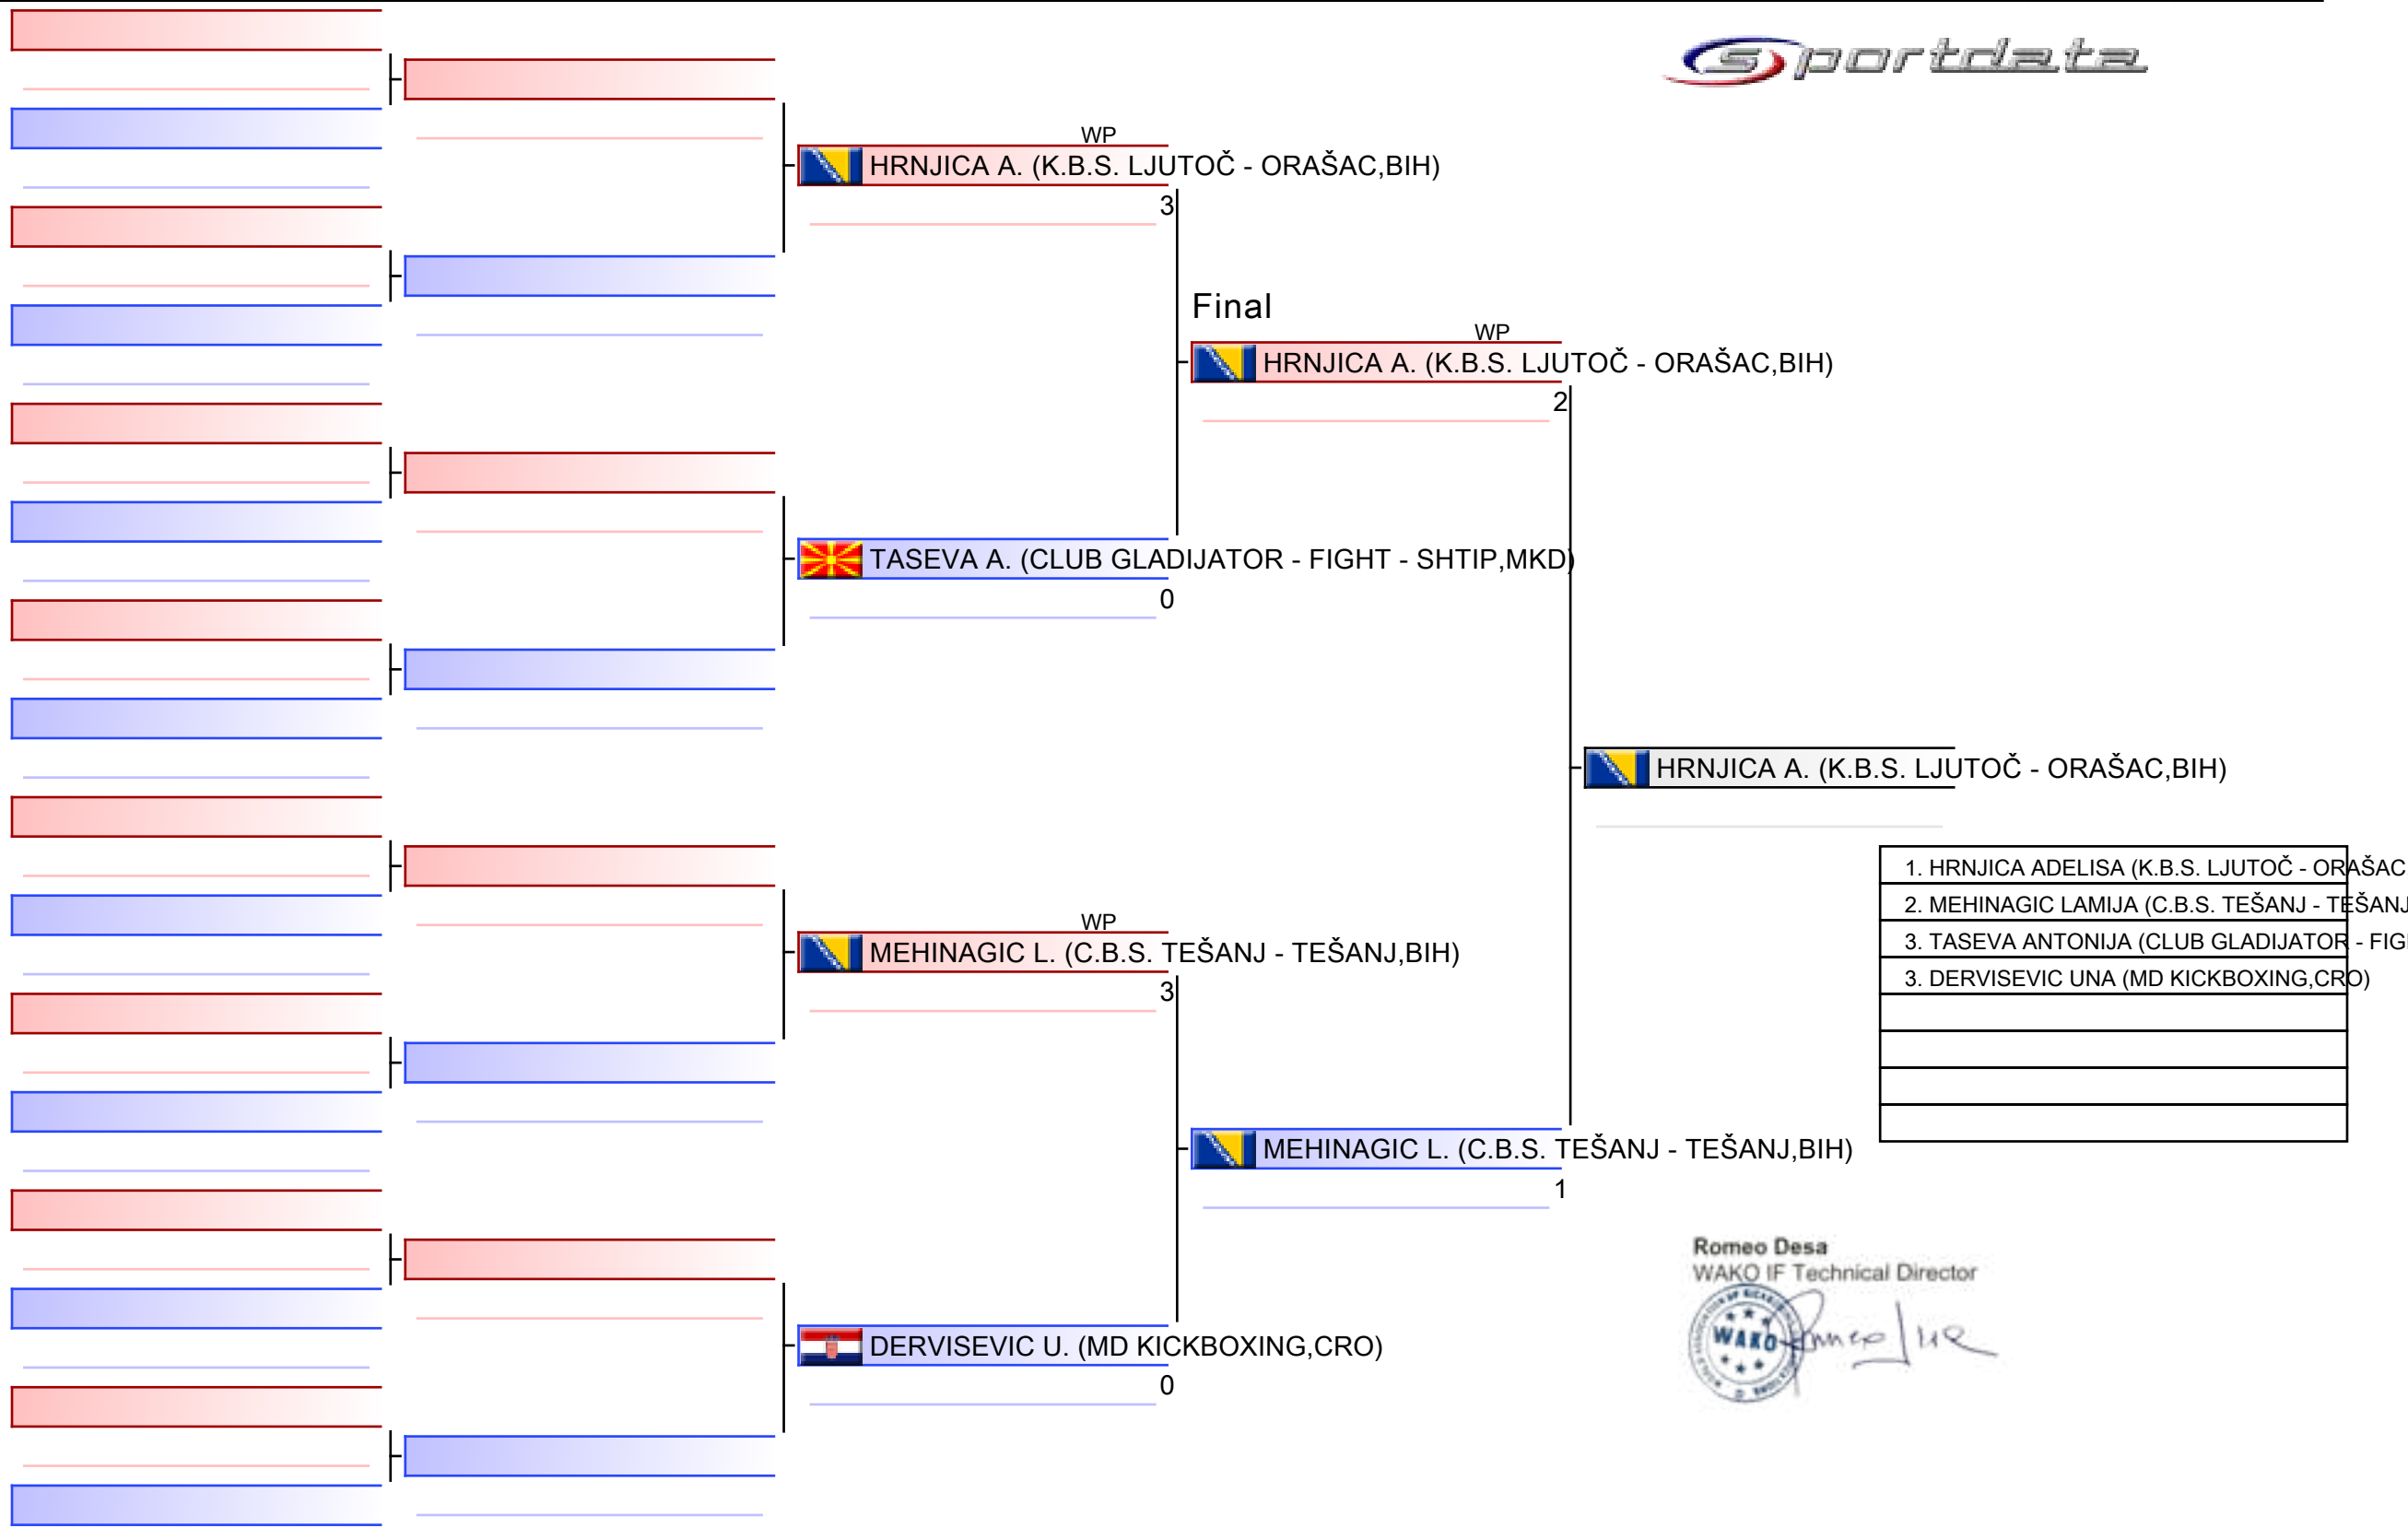 sportdata
WP
HRNJICA A. (K.B.S. LJUTOČ - ORAŠAC,BIH)
3
Final
WP
HRNJICA A. (K.B.S. LJUTOČ - ORAŠAC,BIH)
2
TASEVA A. (CLUB GLADIJATOR - FIGHT - SHTIP,MKD)
0
HRNJICA A. (K.B.S. LJUTOČ - ORAŠAC,BIH)
1. HRNJICA ADELISA (K.B.S. LJUTOČ - ORAŠAC
2. MEHINAGIC LAMIJA (C.B.S. TEŠANJ - TEŠANJ
3. TASEVA ANTONIJA (CLUB GLADIJATOR - FIG
3. DERVISEVIC UNA (MD KICKBOXING,CRO)
WP
MEHINAGIC L. (C.B.S. TEŠANJ - TEŠANJ,BIH)
3
MEHINAGIC L. (C.B.S. TEŠANJ - TEŠANJ,BIH)
1
DERVISEVIC U. (MD KICKBOXING,CRO)
0
Romeo Desa
WAKO IF Technical Director
WAKO